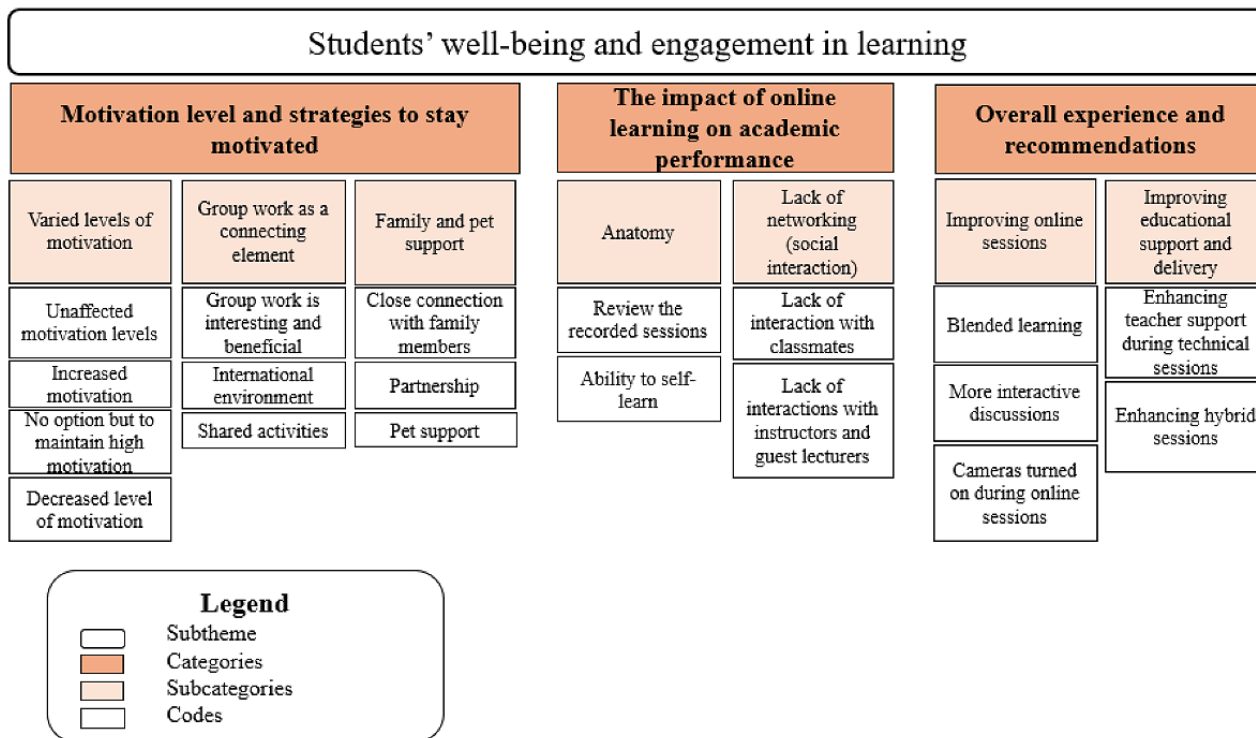 Students’ well-being and engagement in learning
Motivation level and strategies to stay
motivated
The impact of online
learning on academic
performance
Overall experience and
recommendations
Varied levels of
motivation
Group work as a
connecting
element
Family and pet
support
Anatomy
Lack of
networking
(social
interaction)
Improving online
sessions
Improving
educational
support and
delivery
Unaffected
motivation levels
Increased
motivation
No option but to
maintain high
motivation
Decreased level
of motivation
Group work is
interesting and
beneficial
International
environment
Shared activities
Close connection
with family
members
Partnership
Pet support
Review the
recorded sessions
Ability to self-
learn
Lack of
interaction with
classmates
Lack of
interactions with
instructors and
guest lecturers
Blended learning
More interactive
discussions
Cameras turned
on during online
sessions
Enhancing
teacher support
during technical
sessions
Enhancing hybrid
sessions
Legend
Subtheme
Categories
Subcategories
Codes